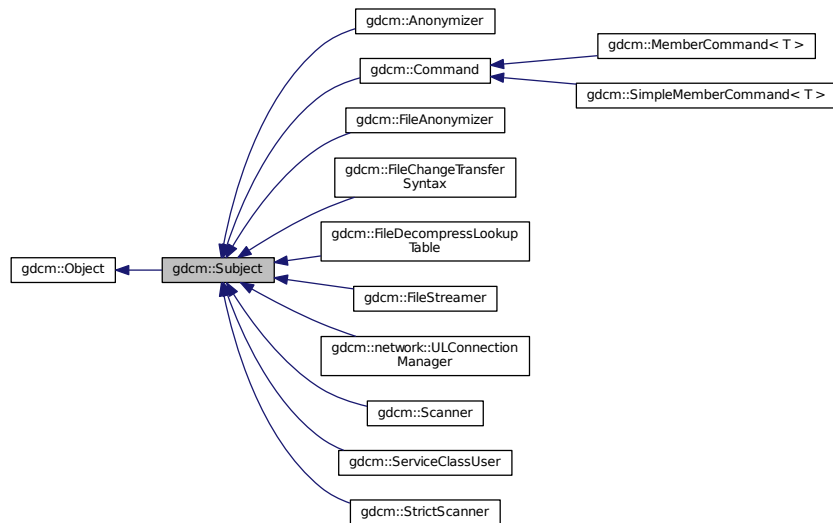 gdcm::Anonymizer
gdcm::MemberCommand< T >
gdcm::Command
gdcm::SimpleMemberCommand< T >
gdcm::FileAnonymizer
gdcm::FileChangeTransfer
Syntax
gdcm::FileDecompressLookup
Table
gdcm::Object
gdcm::Subject
gdcm::FileStreamer
gdcm::network::ULConnection
Manager
gdcm::Scanner
gdcm::ServiceClassUser
gdcm::StrictScanner